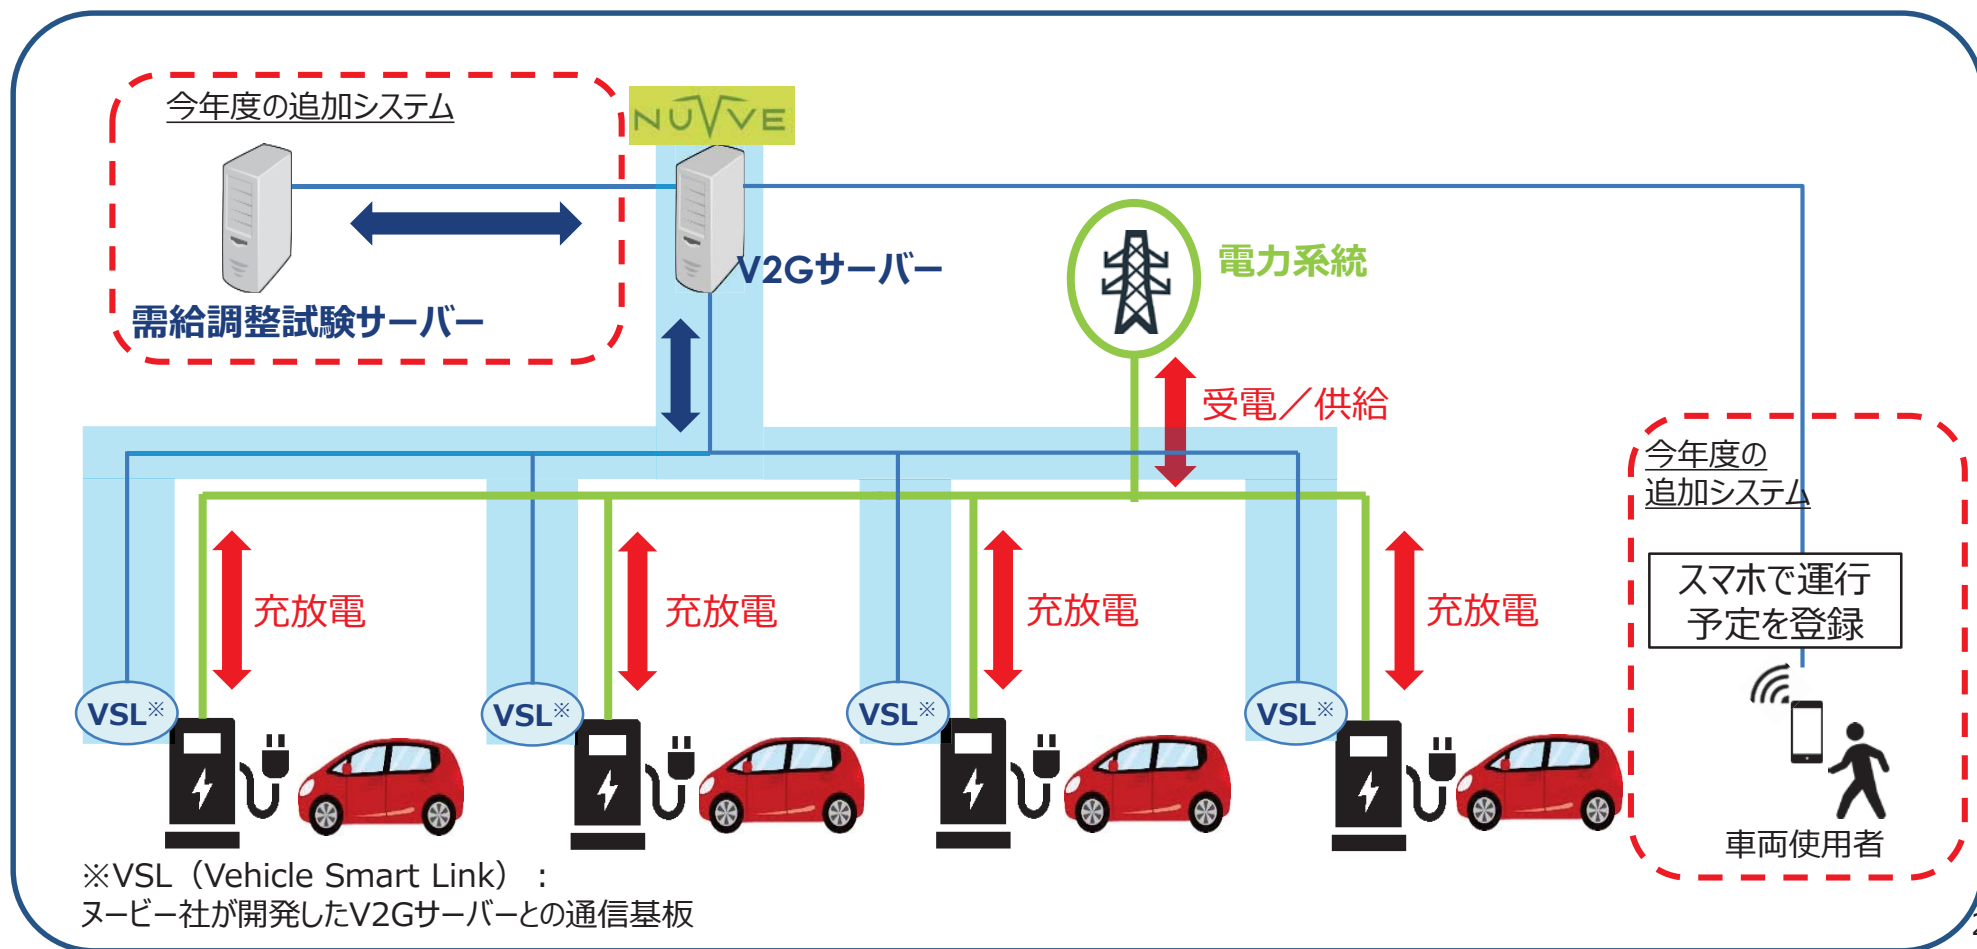 今年度の追加システム
NUVVE
V2Gサーバー
需給調整試験サーバー
電力系統
受電／供給
今年度の
追加システム
スマホで運行
予定を登録
充放電
充放電
充放電
充放電
VSL※
VSL※
VSL※
VSL※
車両使用者
※VSL（Vehicle Smart Link）：
ヌービー社が開発したV2Gサーバーとの通信基板